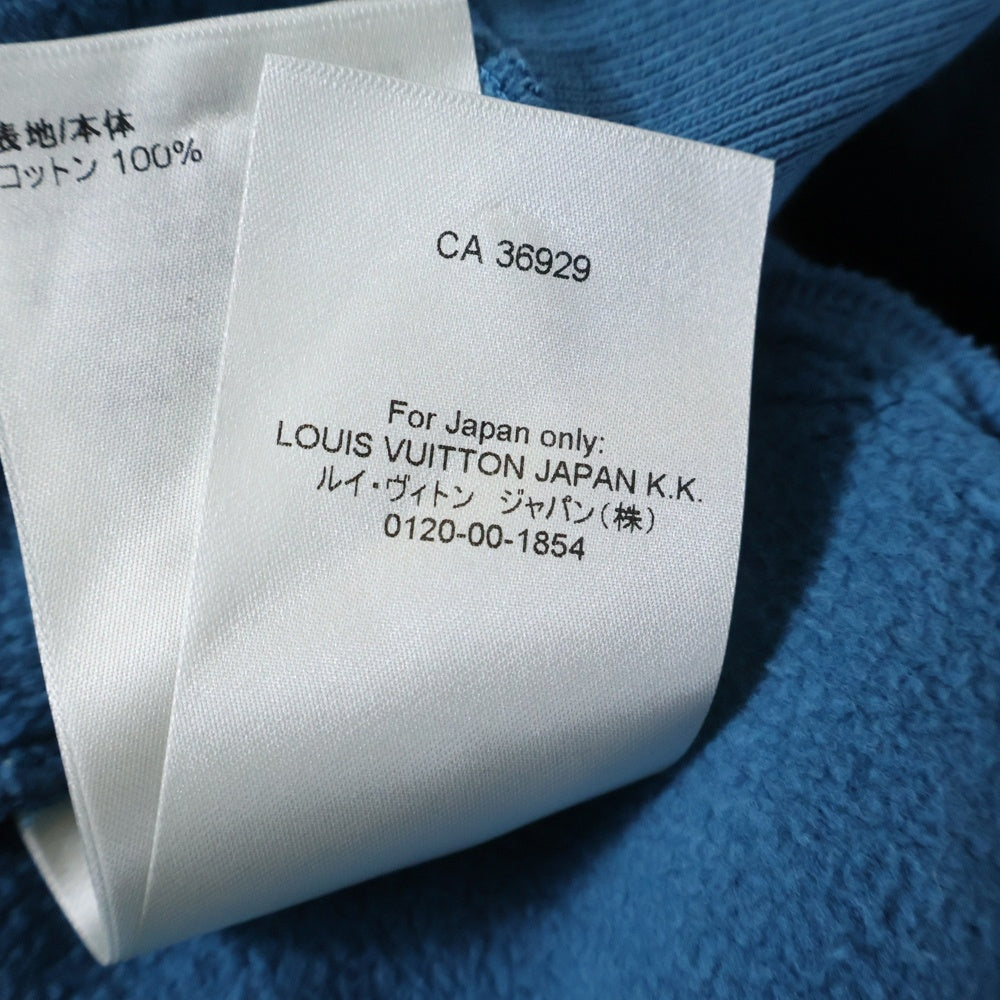 表地/本体
コットン 100%
CA 36929
For Japan only:
LOUIS VUITTON JAPAN K.K.
ルイ・ヴィトン ジャパン(株)
0120-00-1854